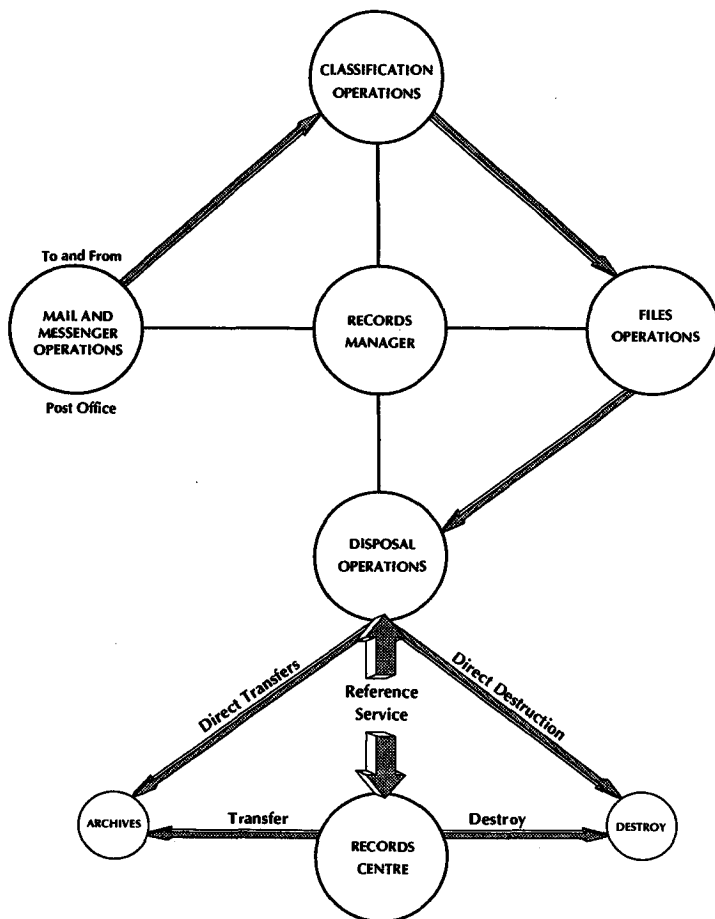 CLASSIFICATION
OPERATIONS
To and From
MAIL AND
MESSENGER
OPERATIONS
Post Office
RECORDS
MANAGER
FILES
OPERATIONS
DISPOSAL
OPERATIONS
Direct Transfers
Reference
Service
Direct Destruction
ARCHIVES
Transfer
RECORDS
CENTRE
Destroy
DESTROY